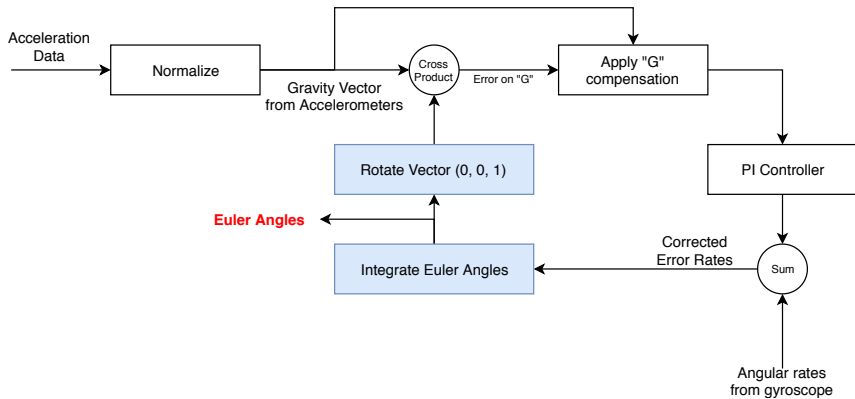 Acceleration
Data
Normalize
Cross
Product
Apply "G"
compensation
Error on "G"
Gravity Vector
from Accelerometers
Rotate Vector (0, 0, 1)
PI Controller
Euler Angles
Corrected
Error Rates
Integrate Euler Angles
Sum
Angular rates
from gyroscope